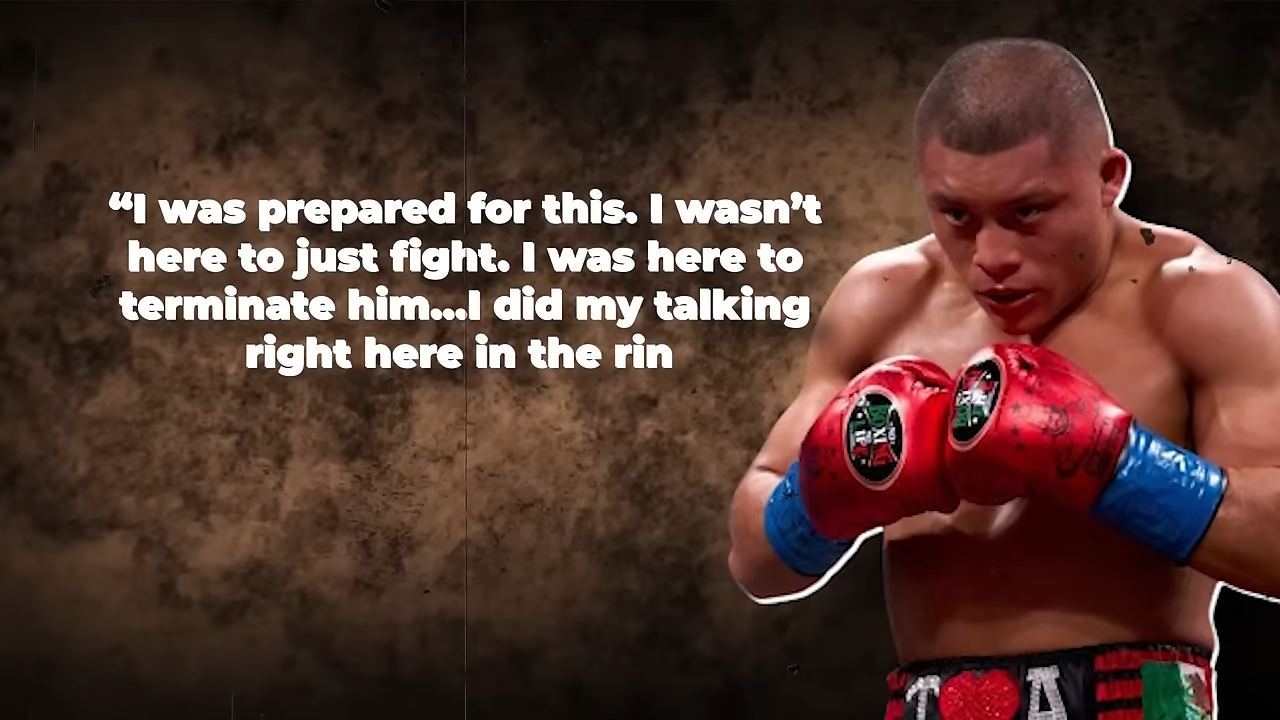 “I was prepared for this. I wasn’t
here to just fight. I was here to
terminate him...I did my talking
right here in the rin
T A